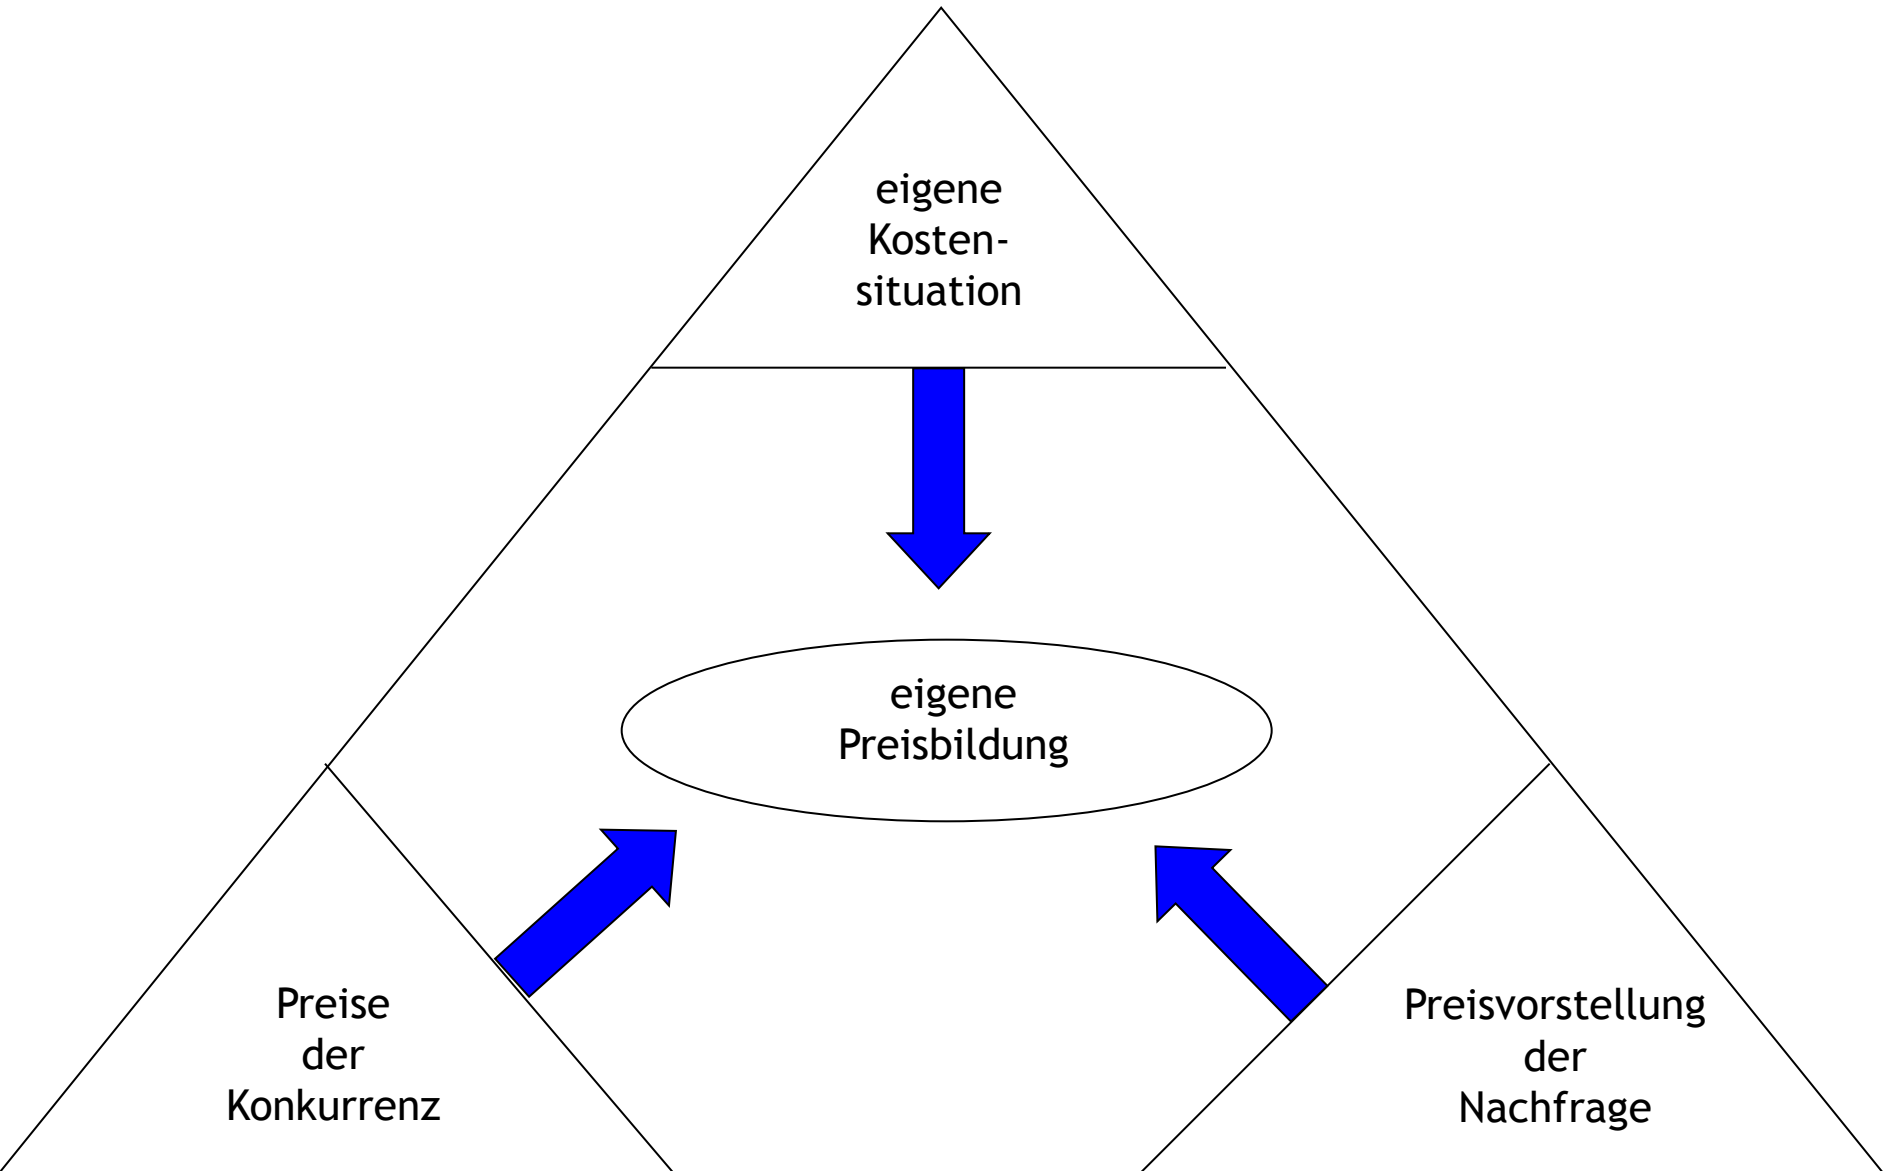 eigene
Kosten-
situation
eigene
Preisbildung
Preise
der
Konkurrenz
Preisvorstellung
der
Nachfrage